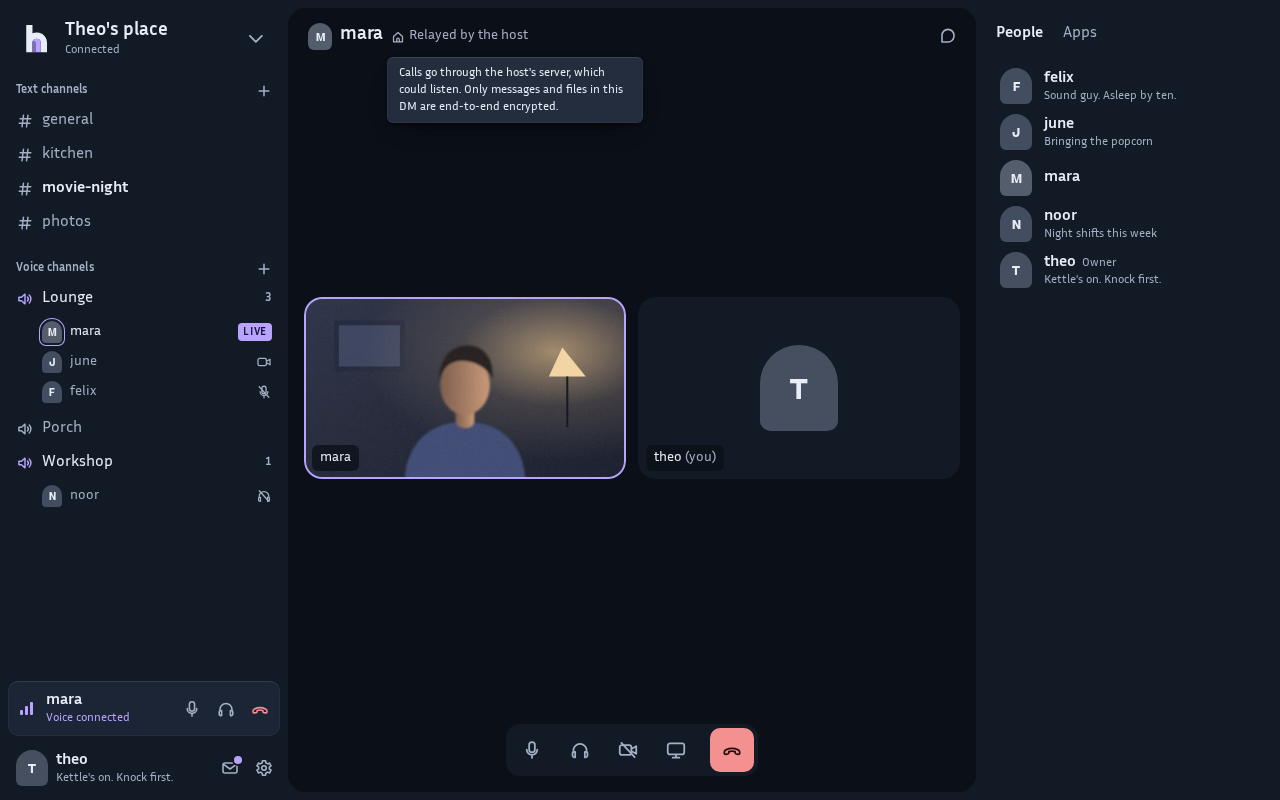 Theo's place
Connected
Text channels
general
kitchen
movie-night
photos
Voice channels
Lounge 3
M mara LIVE
J june
F felix
Porch
Workshop 1
N noor
mara
Voice connected
T theo
Kettle's on. Knock first.
M mara Relayed by the host
Calls go through the host's server, which
could listen. Only messages and files in this
DM are end-to-end encrypted.
mara
T
theo (you)
People Apps
F felix
Sound guy. Asleep by ten.
J june
Bringing the popcorn
M mara
N noor
Night shifts this week
T theo Owner
Kettle's on. Knock first.